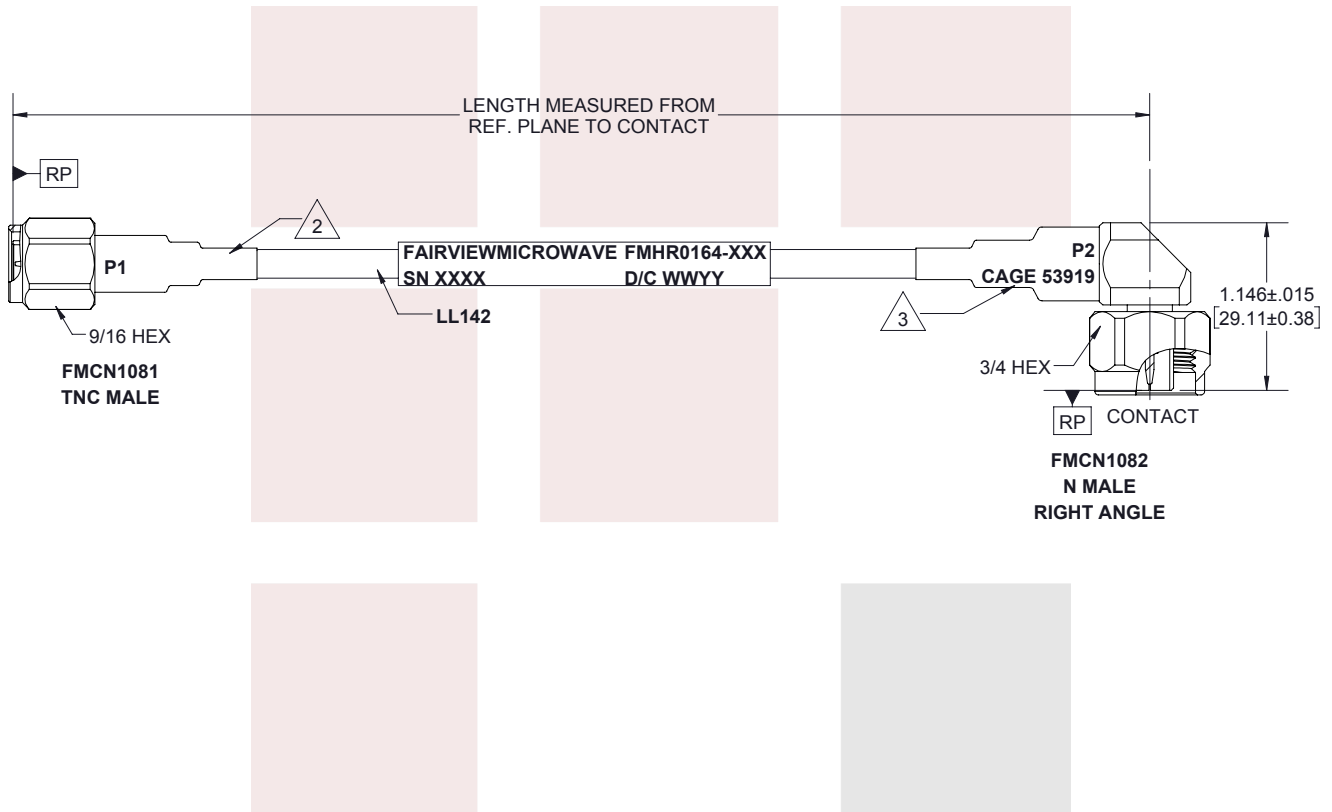 LENGTH MEASURED FROM
REF. PLANE TO CONTACT
RP
2
P1
FAIRVIEWMICROWAVE FMHR0164-XXX
SN XXXX D/C WWYY
P2
CAGE 53919
1.146±.015
[29.11±0.38]
LL142
3
9/16 HEX
3/4 HEX
FMCN1081
TNC MALE
RP
CONTACT
FMCN1082
N MALE
RIGHT ANGLE